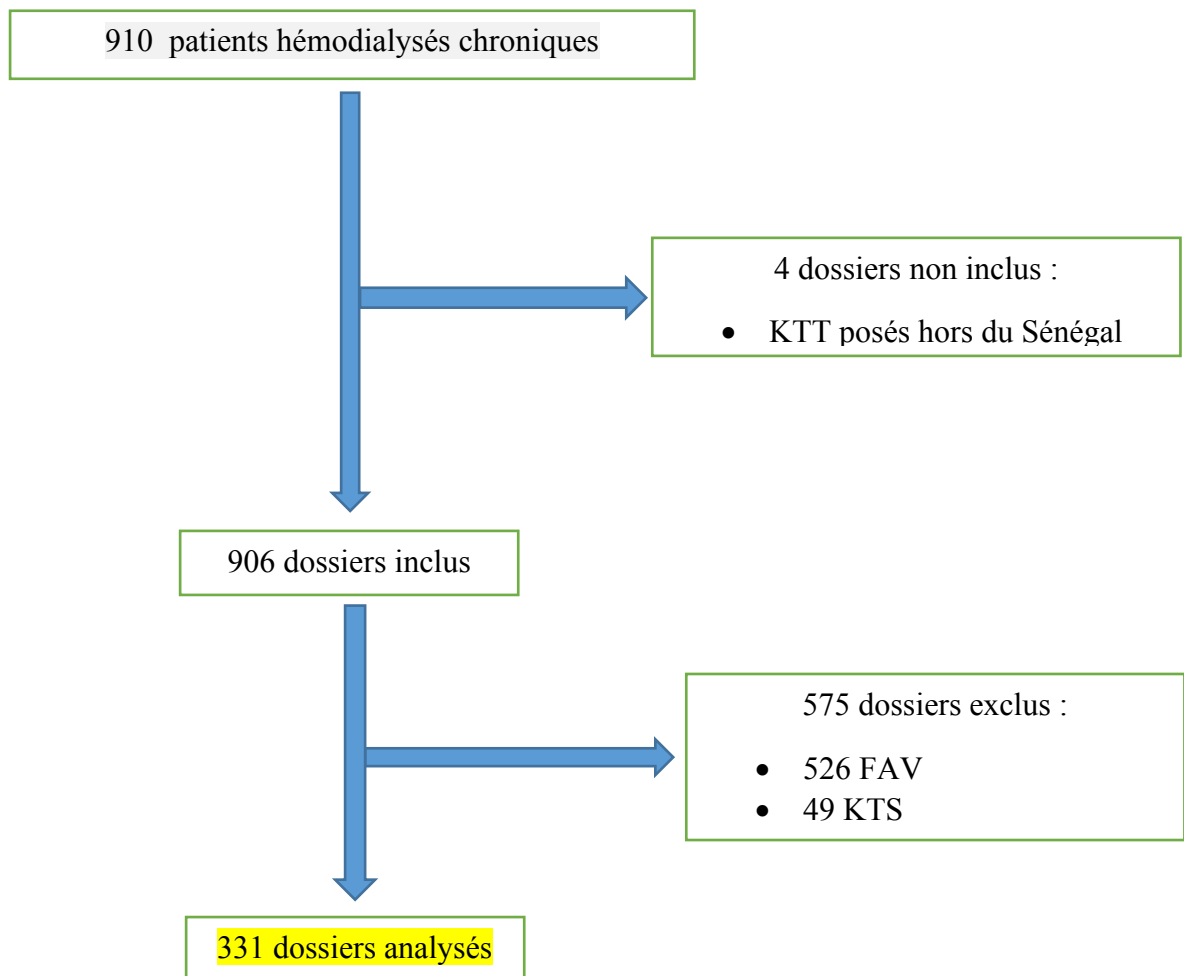 910 patients hémodialysés chroniques
4 dossiers non inclus :
• KTT posés hors du Sénégal
906 dossiers inclus
575 dossiers exclus :
• 526 FAV
• 49 KTS
331 dossiers analysés